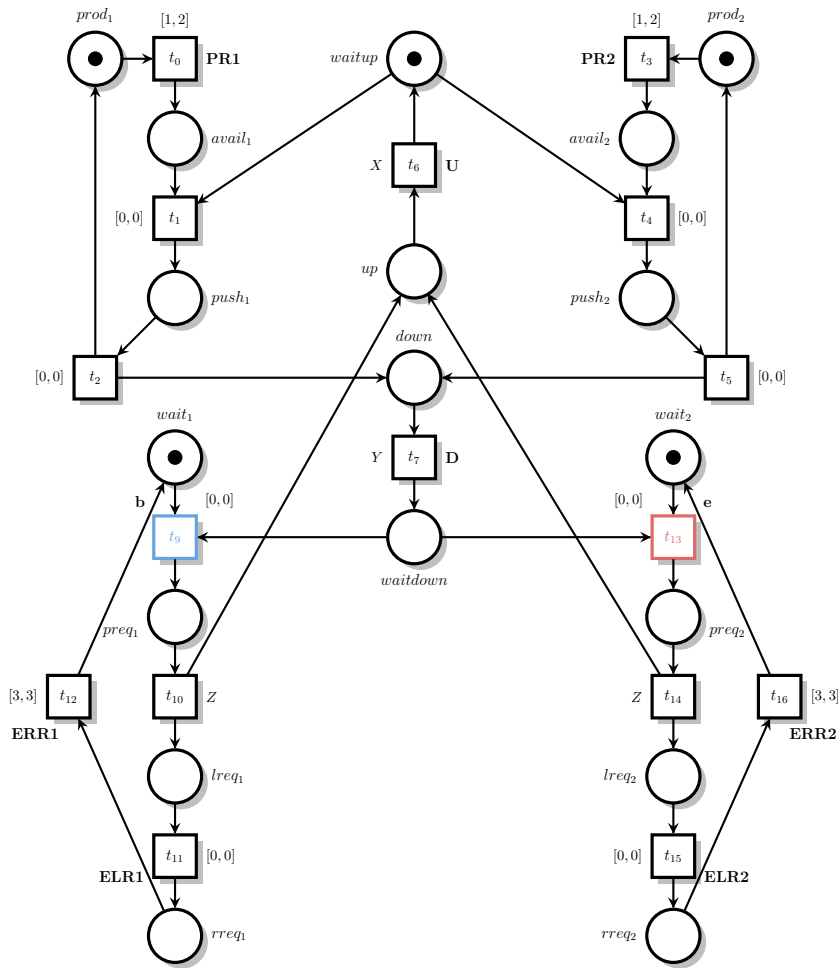 prod₁ [1, 2] [1, 2] prod₂
t₀ PR1 waitup PR2 t₃
avail₁ avail₂
X t₆ U
[0, 0] t₁ t₄ [0, 0]
up
push₁ push₂
down
[0, 0] t₂ t₅ [0, 0]
wait₁ wait₂
Y t₇ D
b [0, 0] [0, 0] e
t₉ t₁₃
waitdown
preq₁ preq₂
[3, 3] t₁₂ t₁₀ Z Z t₁₄ t₁₆ [3, 3]
ERR1 ERR2
lreq₁ lreq₂
t₁₁ [0, 0] [0, 0] t₁₅
ELR1 ELR2
rreq₁ rreq₂